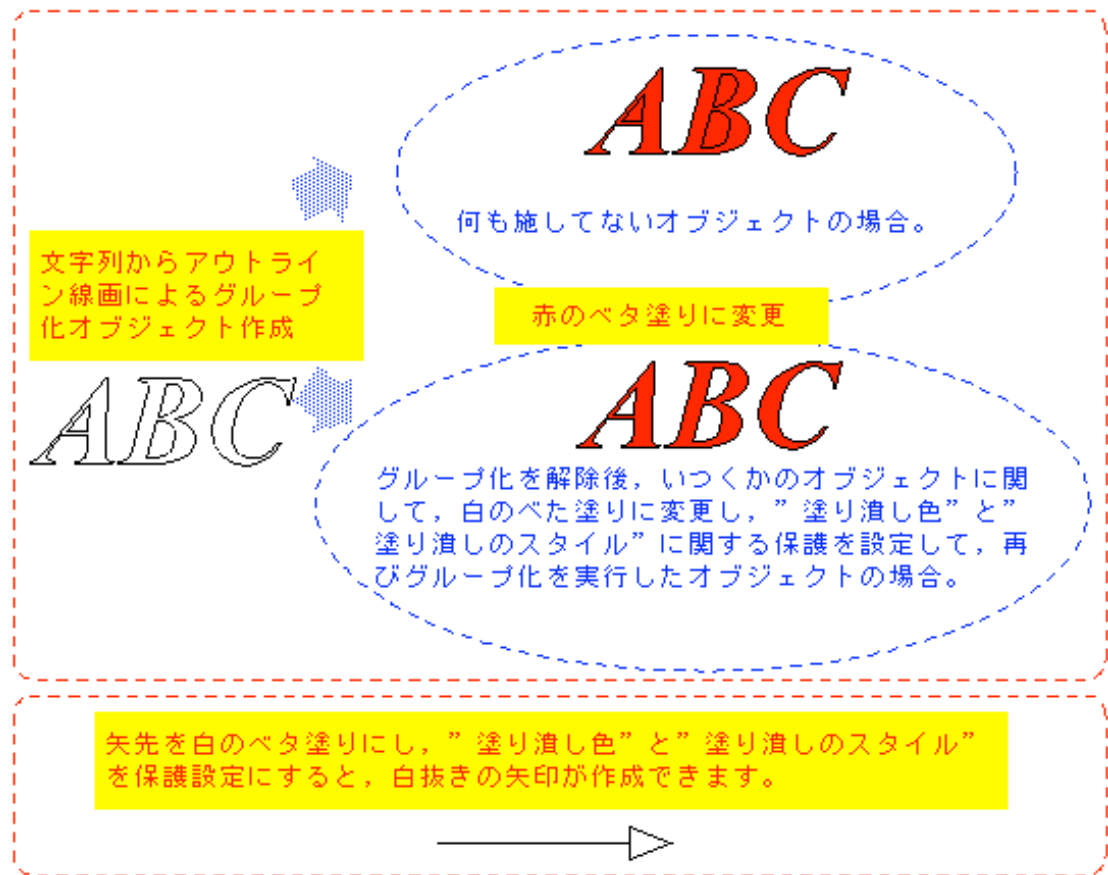 ABC
何も施してないオブジェクトの場合。
文字列からアウトライ
ン線画によるグループ
化オブジェクト作成
赤のベタ塗りに変更
ABC
ABC
グループ化を解除後，いつくかのオブジェクトに関
して，白のべた塗りに変更し，”塗り潰し色”と”
塗り潰しのスタイル”に関する保護を設定して，再
びグループ化を実行したオブジェクトの場合。
矢先を白のベタ塗りにし，”塗り潰し色”と”塗り潰しのスタイル”
を保護設定にすると，白抜きの矢印が作成できます。